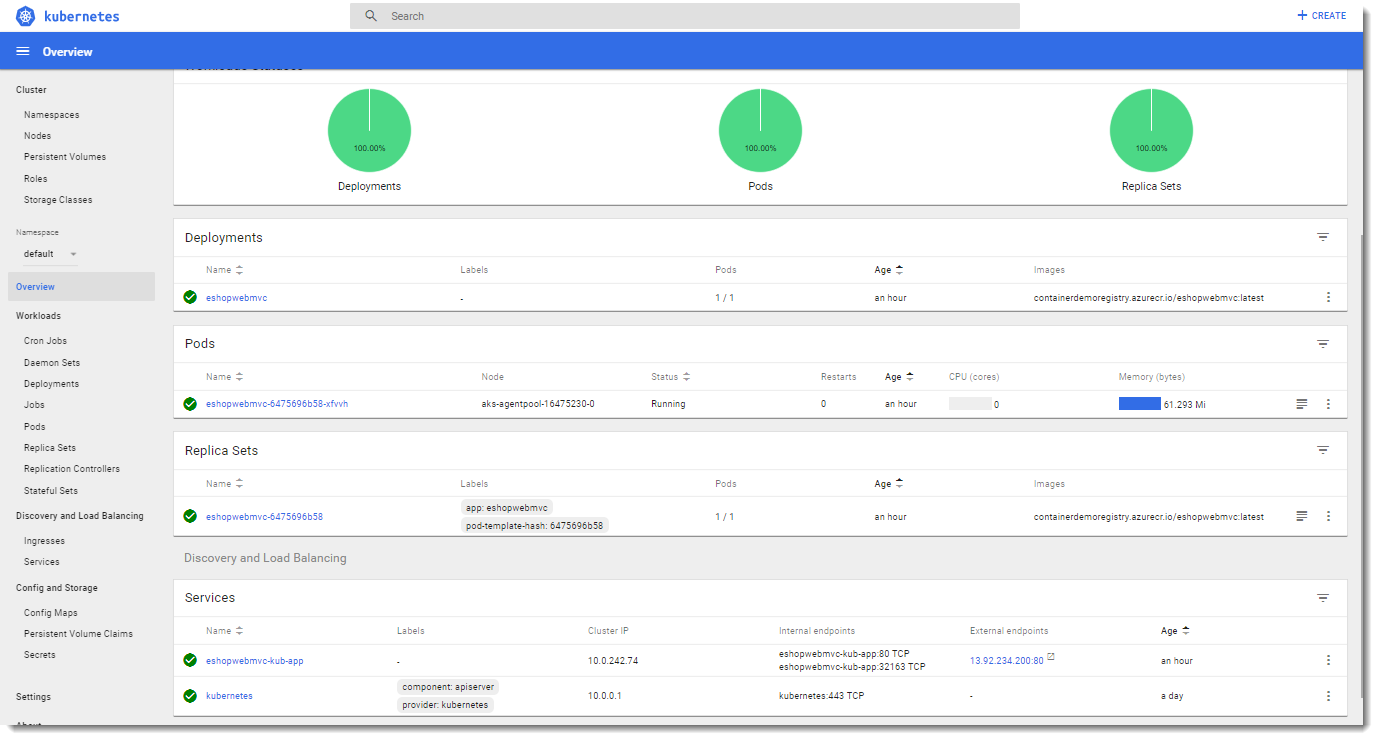 kubernetes
Search
+ CREATE
Overview
Cluster
Namespaces
Nodes
Persistent Volumes
Roles
Storage Classes
Namespace
default
Overview
Workloads
Cron Jobs
Daemon Sets
Deployments
Jobs
Pods
Replica Sets
Replication Controllers
Stateful Sets
Discovery and Load Balancing
Ingresses
Services
Config and Storage
Config Maps
Persistent Volume Claims
Secrets
Settings
About
Workloads Statuses
100.00% 100.00% 100.00%
Deployments Pods Replica Sets
Deployments
Name Labels Pods Age Images
eshopwebmvc - 1 / 1 an hour containerdemoregistry.azurecr.io/eshopwebmvc:latest
Pods
Name Node Status Restarts Age CPU (cores) Memory (bytes)
eshopwebmvc-6475696b58-xfvvh aks-agentpool-16475230-0 Running 0 an hour 0 61.293 Mi
Replica Sets
Name Labels Pods Age Images
eshopwebmvc-6475696b58 app: eshopwebmvc 1 / 1 an hour containerdemoregistry.azurecr.io/eshopwebmvc:latest
pod-template-hash: 6475696b58
Discovery and Load Balancing
Services
Name Labels Cluster IP Internal endpoints External endpoints Age
eshopwebmvc-kub-app - 10.0.242.74 eshopwebmvc-kub-app:80 TCP 13.92.234.200:80 an hour
eshopwebmvc-kub-app:32163 TCP
kubernetes component: apiserver 10.0.0.1 kubernetes:443 TCP - a day
provider: kubernetes